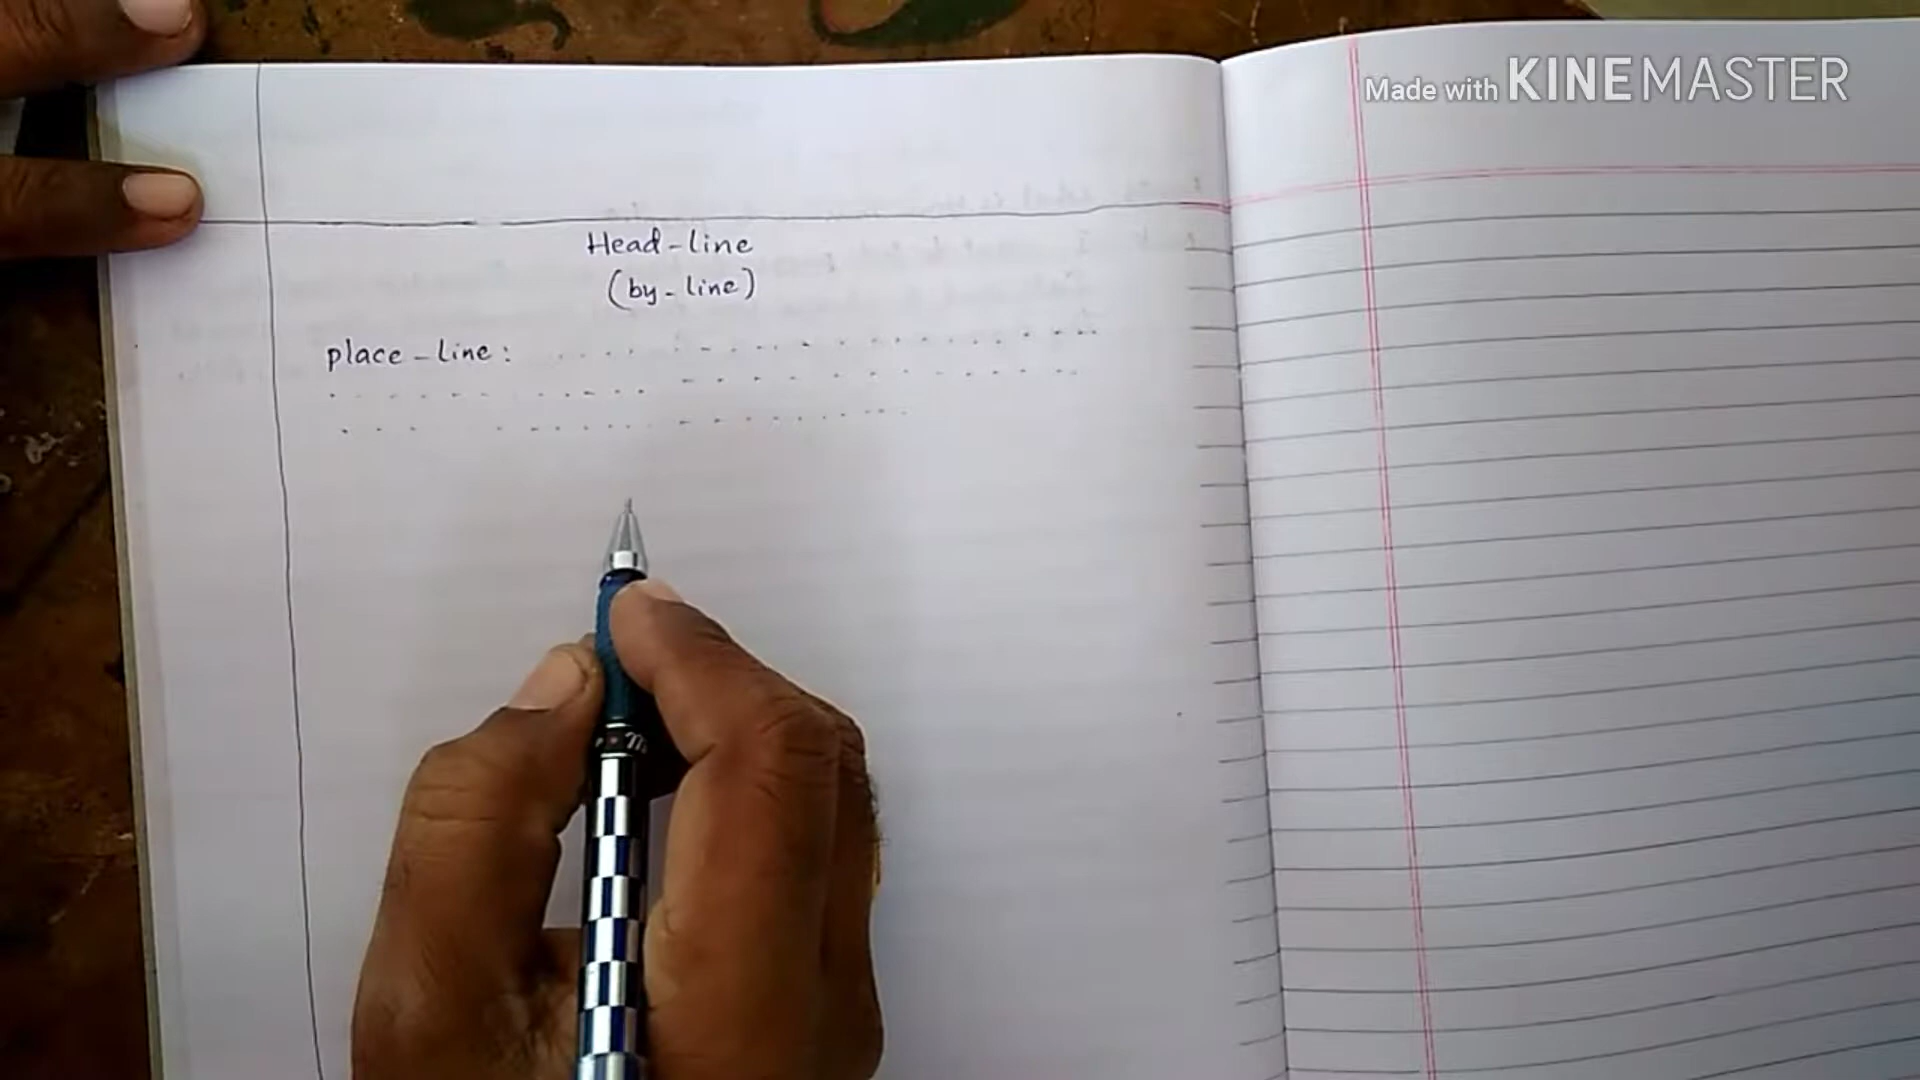 Made with KINEMASTER
Head-line
(by-line)
place-line: . . . . . . . . . . . . . . . . . . . .
. . . . . . . . . . . . . . . . . . . .
. . . . . . . . . . . . . . . . . . . .